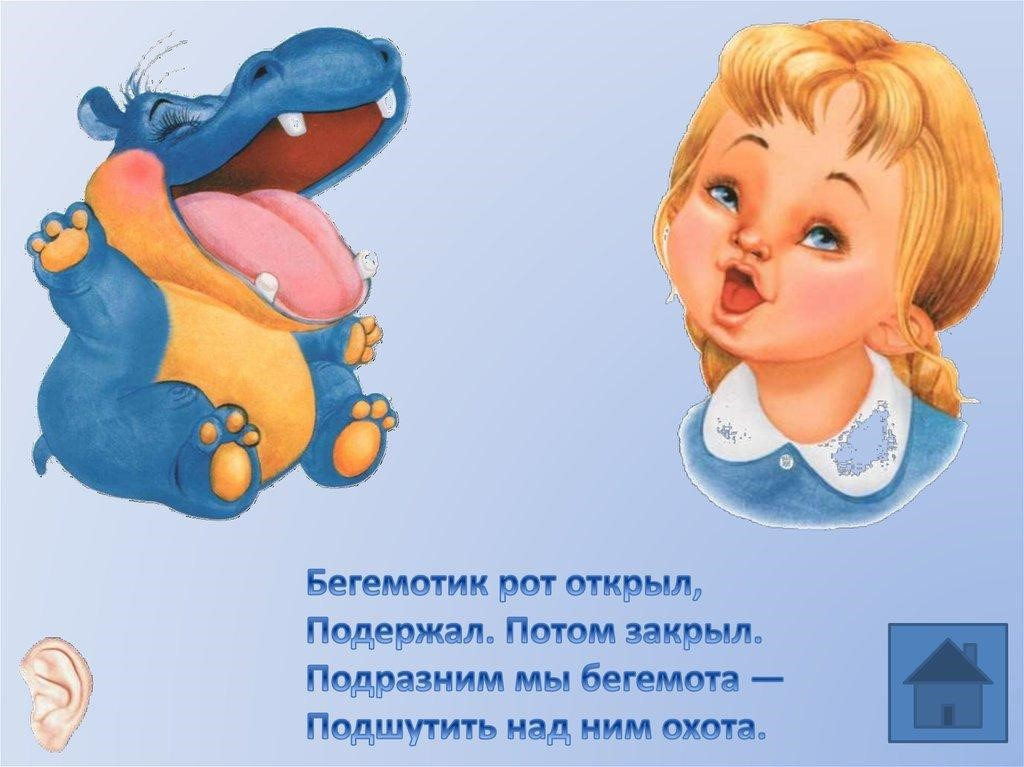 Бегемотик рот открыл,
Подержал. Потом закрыл.
Подразним мы бегемота —
Подшутить над ним охота.